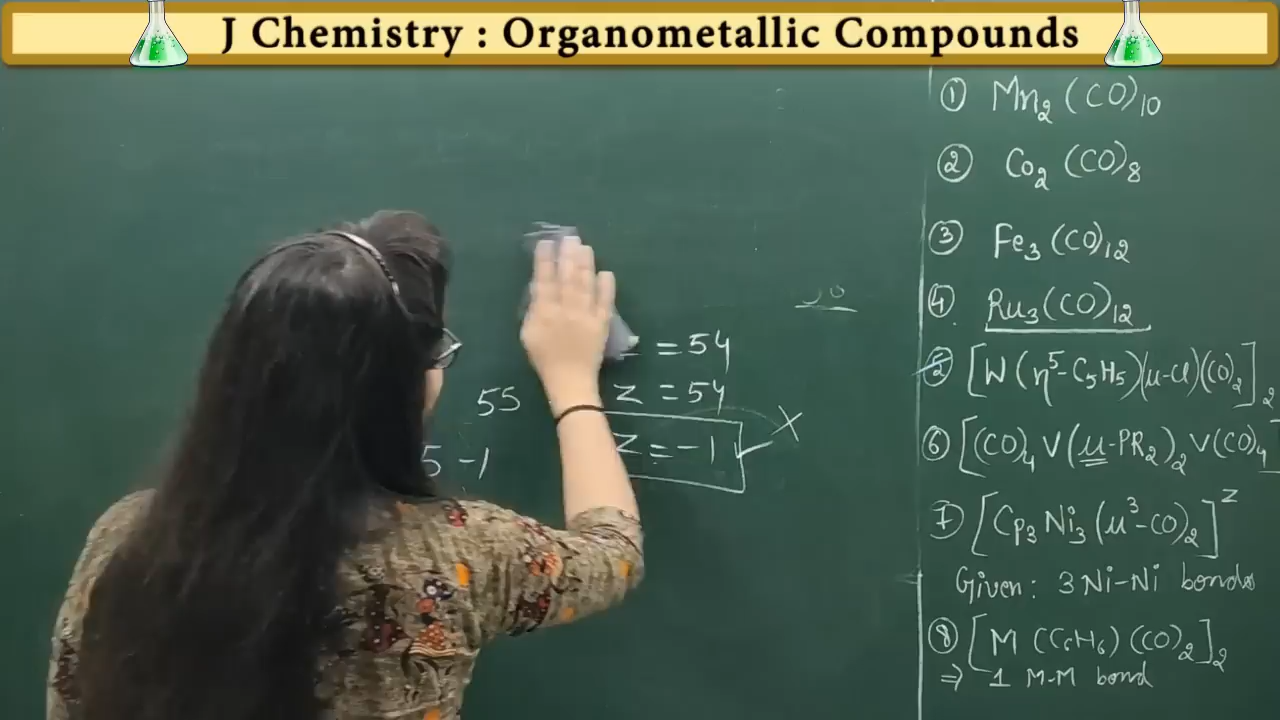 J Chemistry : Organometallic Compounds
① Mn₂ (CO)₁₀
② Co₂ (CO)₈
③ Fe₃ (CO)₁₂
④ Ru₃(CO)₁₂
⑤ [W (η⁵-C₅H₅)(μ-Cl)(CO)₂]₂
⑥ [(CO)₄ V (μ-PR₂)₂ V(CO)₄]
⑦ [Cp₃ Ni₃ (μ³-CO)₂]ᶻ
Given: 3 Ni-Ni bonds
⑧ [M (C₆H₆) (CO)₂]₂
⇒ 1 M-M bond
= 54
55 z = 54
5 -1 z = -1 X